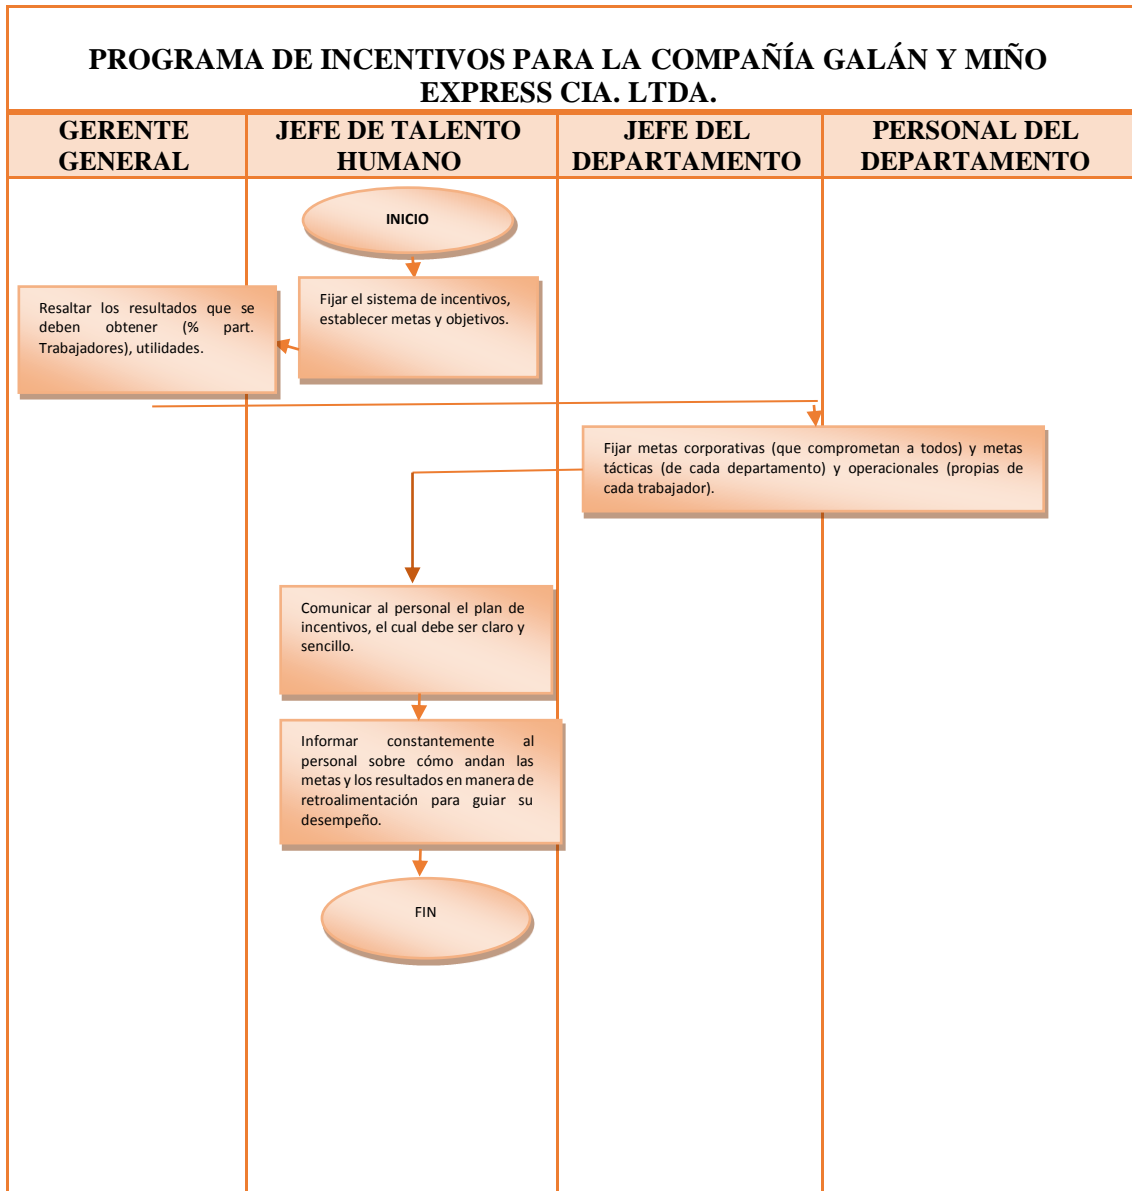 PROGRAMA DE INCENTIVOS PARA LA COMPAÑÍA GALÁN Y MIÑO
EXPRESS CIA. LTDA.
GERENTE
GENERAL
JEFE DE TALENTO
HUMANO
JEFE DEL
DEPARTAMENTO
PERSONAL DEL
DEPARTAMENTO
INICIO
Fijar el sistema de incentivos,
establecer metas y objetivos.
Resaltar los resultados que se
deben obtener (% part.
Trabajadores), utilidades.
Fijar metas corporativas (que comprometan a todos) y metas
tácticas (de cada departamento) y operacionales (propias de
cada trabajador).
Comunicar al personal el plan de
incentivos, el cual debe ser claro y
sencillo.
Informar constantemente al
personal sobre cómo andan las
metas y los resultados en manera de
retroalimentación para guiar su
desempeño.
FIN